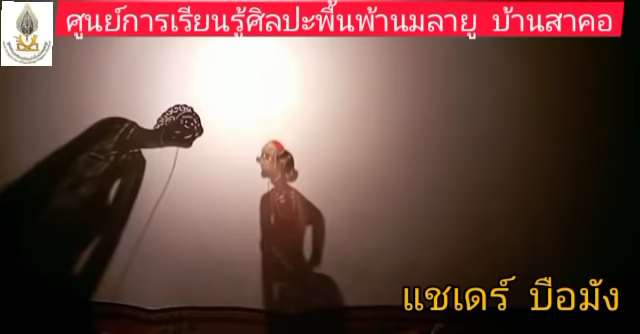 ศูนย์การเรียนรู้ศิลปะพื้นพ้านมลายู บ้านสาคอ
แชเดร์ บือมัง